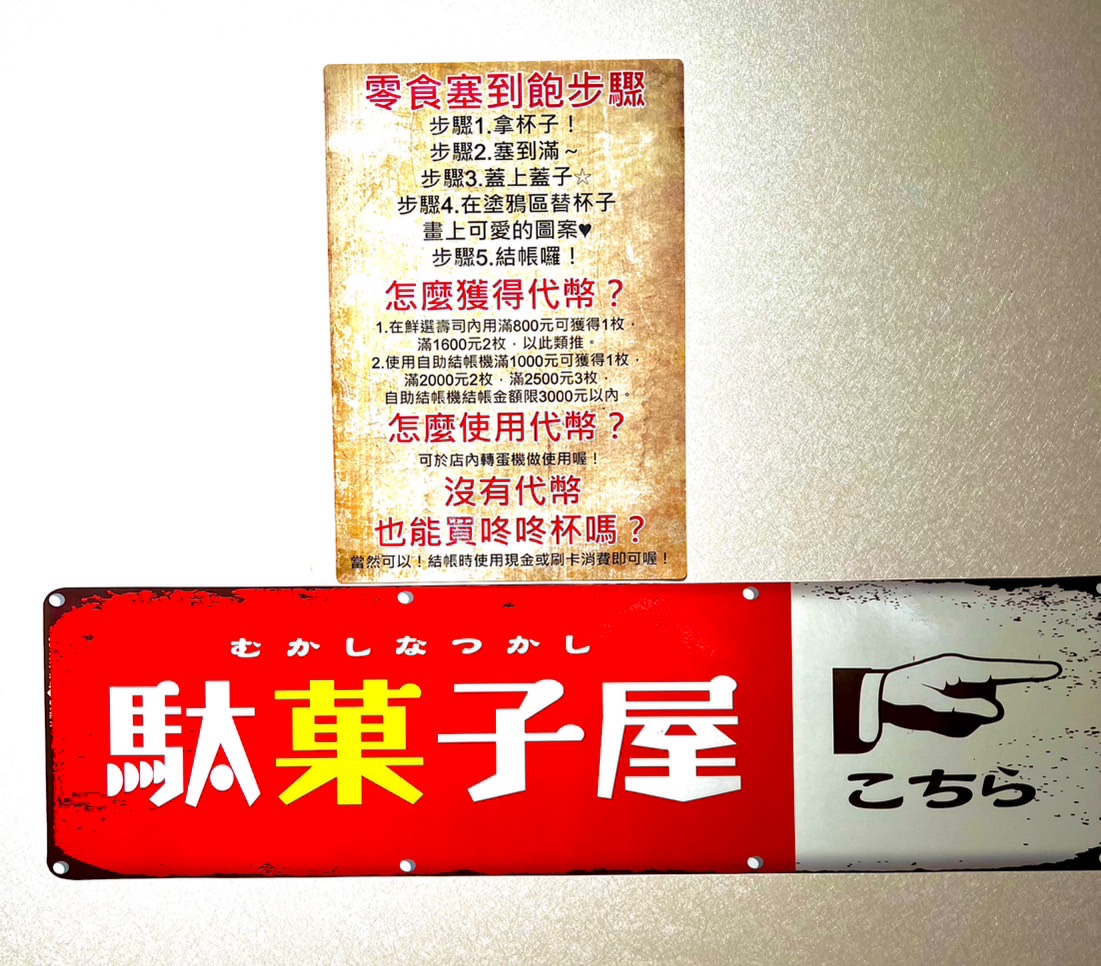 零食塞到飽步驟
步驟1.拿杯子！
步驟2.塞到滿～
步驟3.蓋上蓋子☆
步驟4.在塗鴉區替杯子
畫上可愛的圖案♥
步驟5.結帳囉！
怎麼獲得代幣？
1.在鮮選壽司內用滿800元可獲得1枚，
滿1600元2枚，以此類推。
2.使用自助結帳機滿1000元可獲得1枚，
滿2000元2枚，滿2500元3枚，
自助結帳機結帳金額限3000元以內。
怎麼使用代幣？
可於店內轉蛋機做使用喔！
沒有代幣
也能買咚咚杯嗎？
當然可以！結帳時使用現金或刷卡消費即可喔！
むかしなつかし
駄菓子屋
こちら